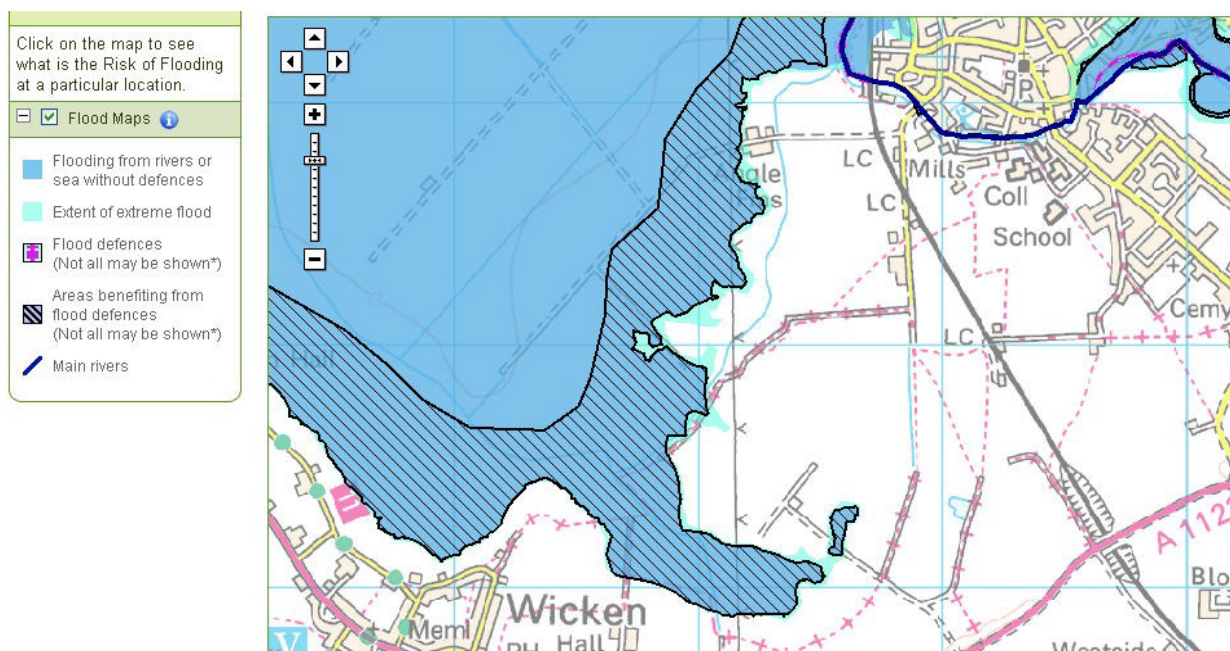 Click on the map to see
what is the Risk of Flooding
at a particular location.
Flood Maps
Flooding from rivers or
sea without defences
Extent of extreme flood
Flood defences
(Not all may be shown*)
Areas benefiting from
flood defences
(Not all may be shown*)
Main rivers
P
LC
Mills
Coll
LC
School
Cemy
LC
Hall
A 112
Wicken
Meml
PH
Hall
Blo
Westside
V
H